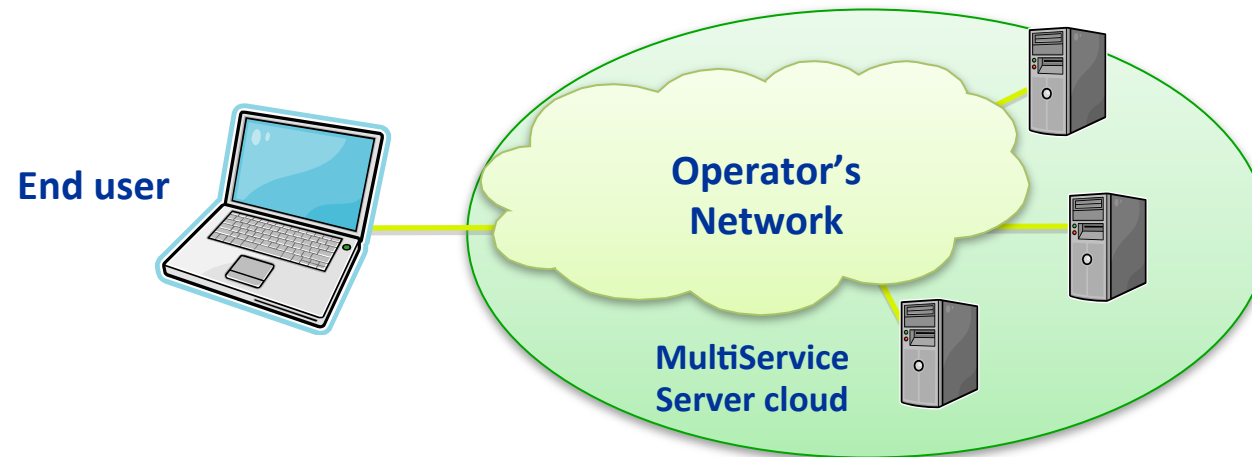 End user
Operator’s
Network
MultiService
Server cloud